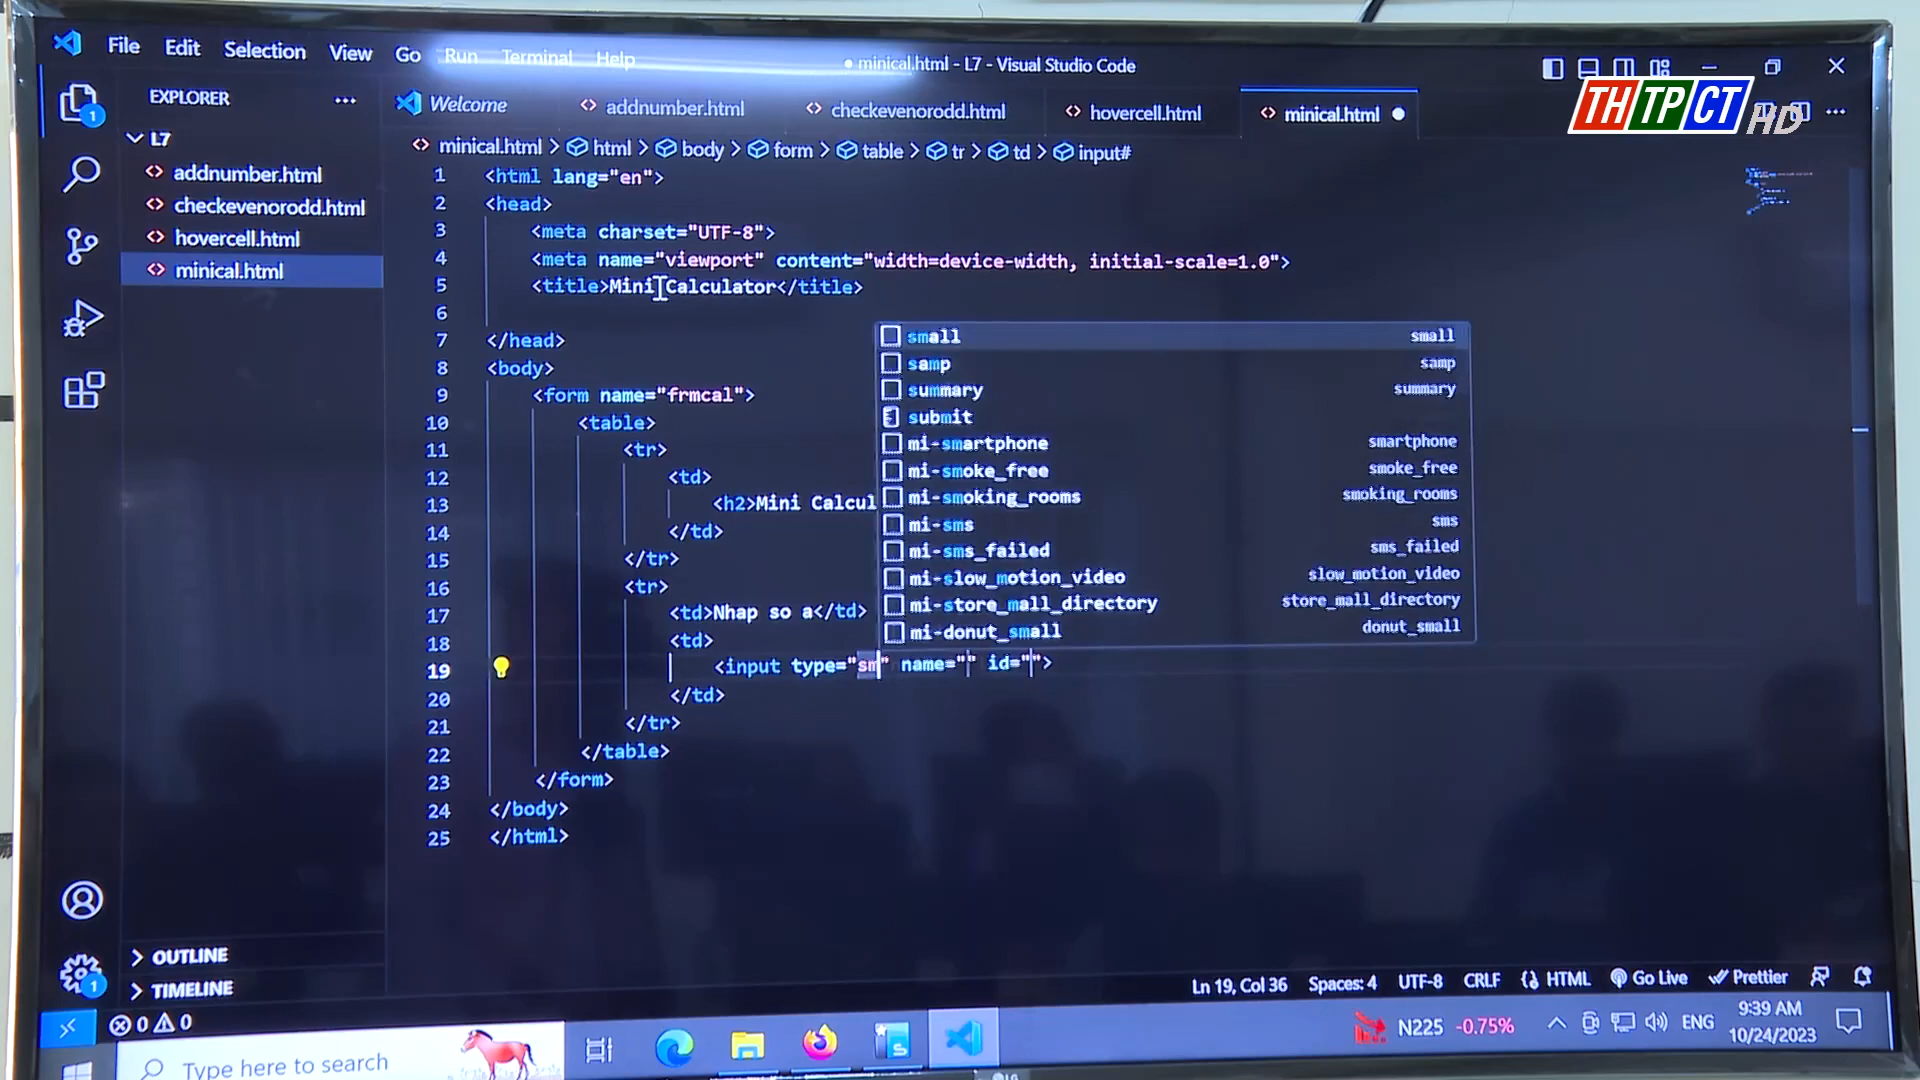 File Edit Selection View Go Run Terminal Help
minical.html - L7 - Visual Studio Code
THTPCT HD
EXPLORER
L7
addnumber.html
checkevenorodd.html
hovercell.html
minical.html
OUTLINE
TIMELINE
Welcome addnumber.html checkevenorodd.html hovercell.html minical.html
minical.html > html > body > form > table > tr > td > input#
1 <html lang="en">
2 <head>
3 <meta charset="UTF-8">
4 <meta name="viewport" content="width=device-width, initial-scale=1.0">
5 <title>Mini Calculator</title>
6
7 </head>
8 <body>
9 <form name="frmcal">
10 <table>
11 <tr>
12 <td>
13 <h2>Mini Calcul
14 </td>
15 </tr>
16 <tr>
17 <td>Nhap so a</td>
18 <td>
19 <input type="sm" name="" id="">
20 </td>
21 </tr>
22 </table>
23 </form>
24 </body>
25 </html>
small small
samp samp
summary summary
submit
mi-smartphone smartphone
mi-smoke_free smoke_free
mi-smoking_rooms smoking_rooms
mi-sms sms
mi-sms_failed sms_failed
mi-slow_motion_video slow_motion_video
mi-store_mall_directory store_mall_directory
mi-donut_small donut_small
1
1
0 0
Ln 19, Col 36 Spaces: 4 UTF-8 CRLF HTML Go Live Prettier
Type here to search
N225 -0.75% ENG
9:39 AM
10/24/2023
LG